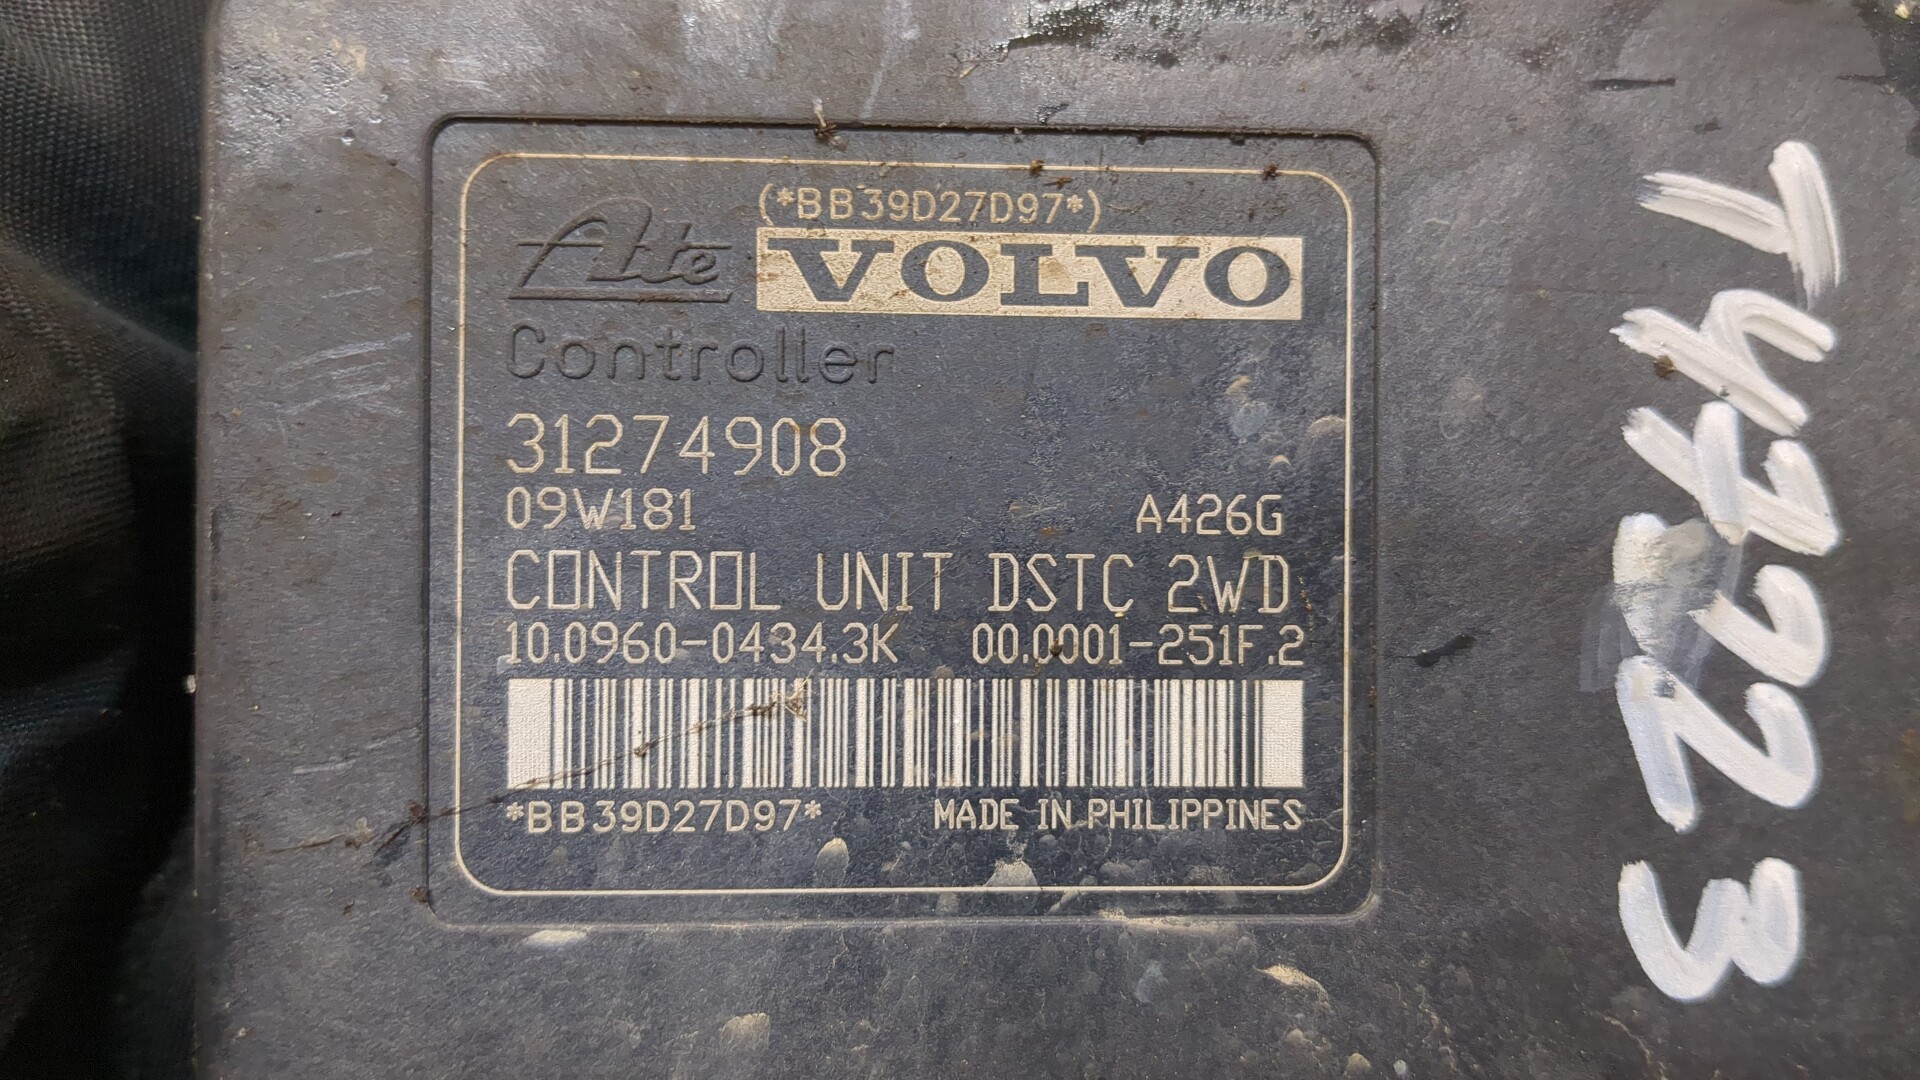 (*BB39D27D97*)
Ate VOLVO
Controller
31274908
09W181 A426G
CONTROL UNIT DSTC 2WD
10.0960-0434.3K 00.0001-251F.2
*BB39D27D97* MADE IN PHILIPPINES
T47223